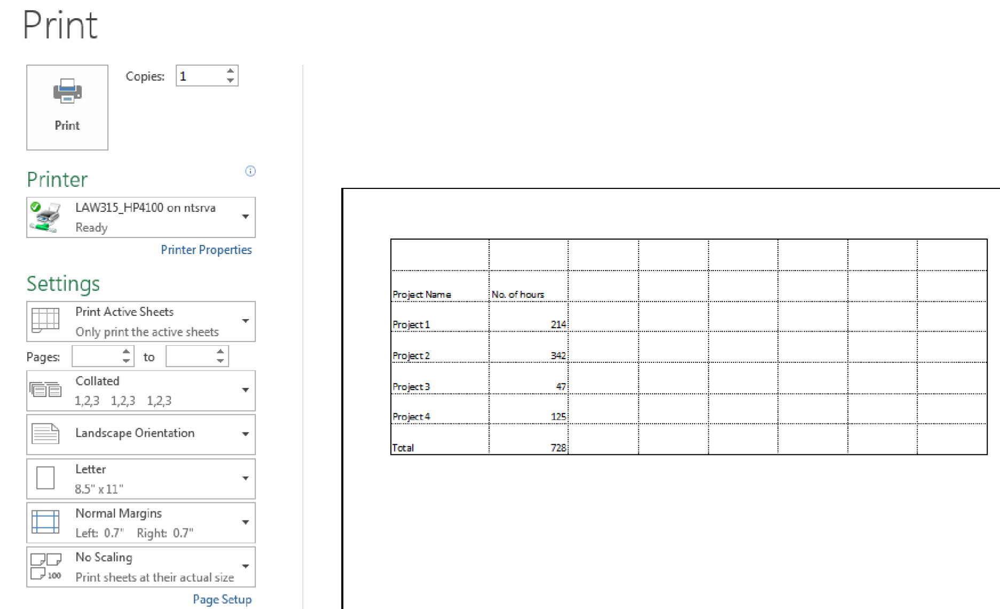 Print
Copies: 1
Print
Printer
LAW315_HP4100 on ntsrva
Ready
Printer Properties
Settings
Print Active Sheets
Only print the active sheets
Pages: to
Collated
1,2,3 1,2,3 1,2,3
Landscape Orientation
Letter
8.5" x 11"
Normal Margins
Left: 0.7" Right: 0.7"
No Scaling
100
Print sheets at their actual size
Page Setup
Project Name No. of hours
Project 1 214
Project 2 342
Project 3 47
Project 4 125
Total 728